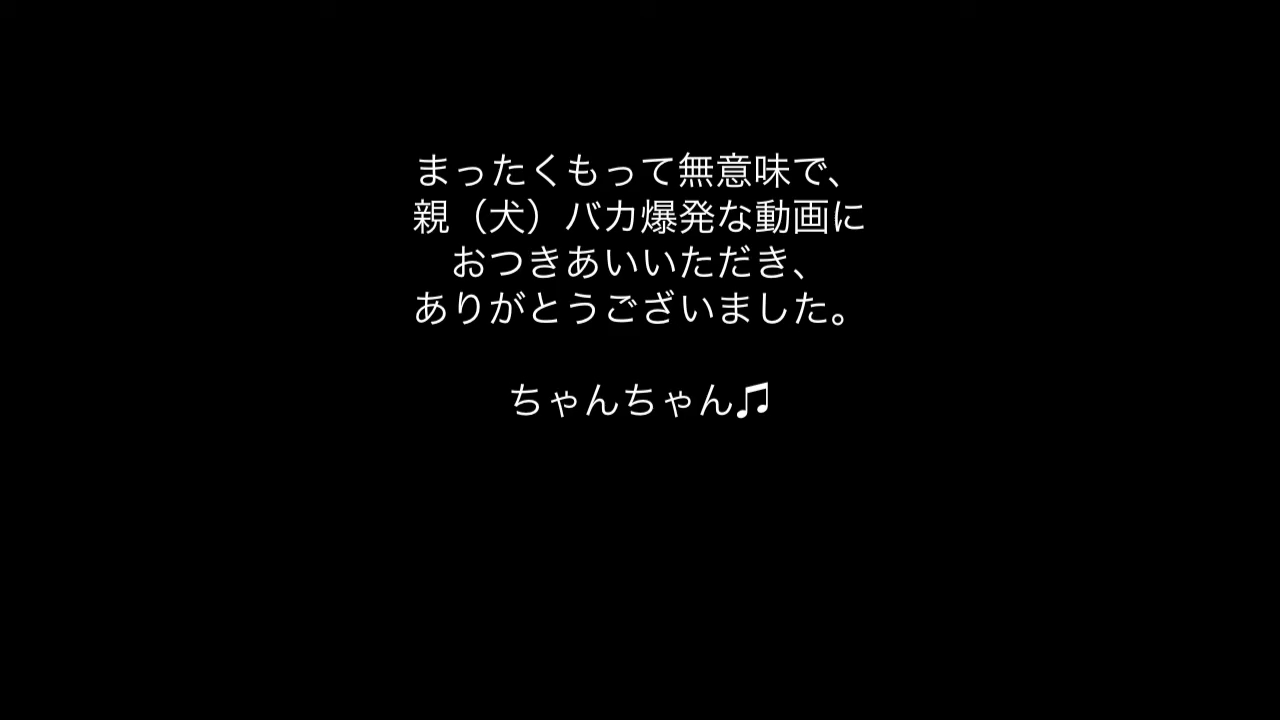 まったくもって無意味で、
親（犬）バカ爆発な動画に
おつきあいいただき、
ありがとうございました。
ちゃんちゃん♫